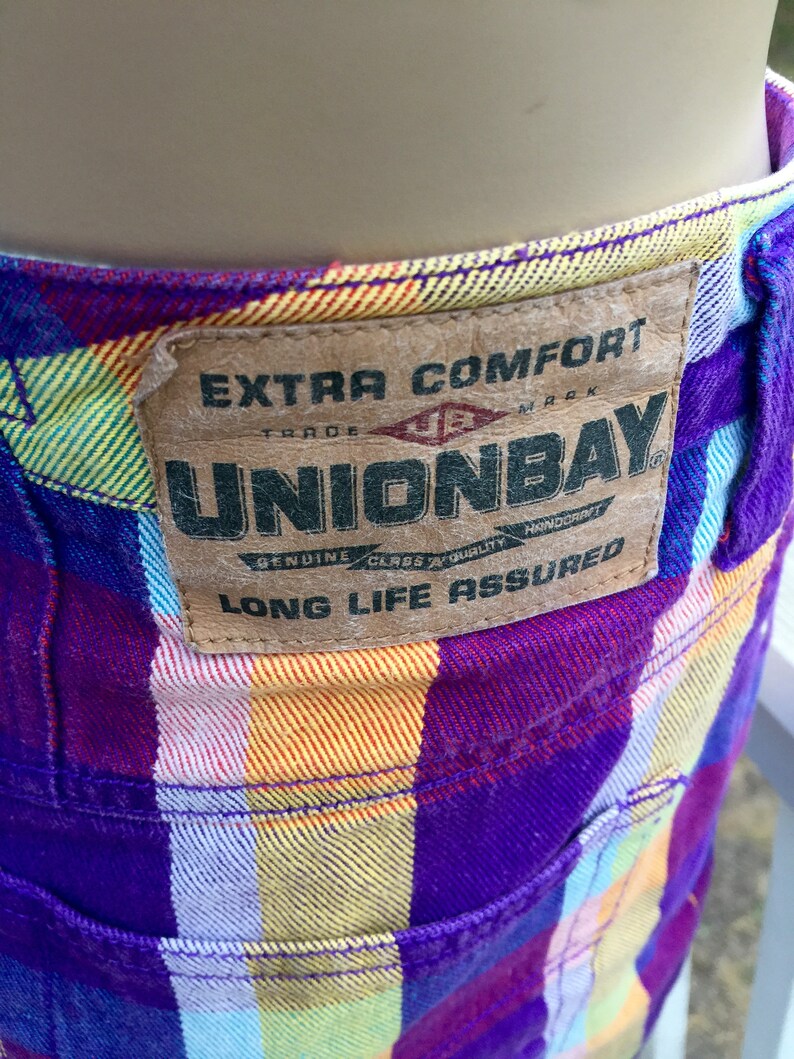 EXTRA COMFORT
TRADE UB MARK
UNIONBAY®
GENUINE CLASS "A" QUALITY HANDCRAFT
LONG LIFE ASSURED